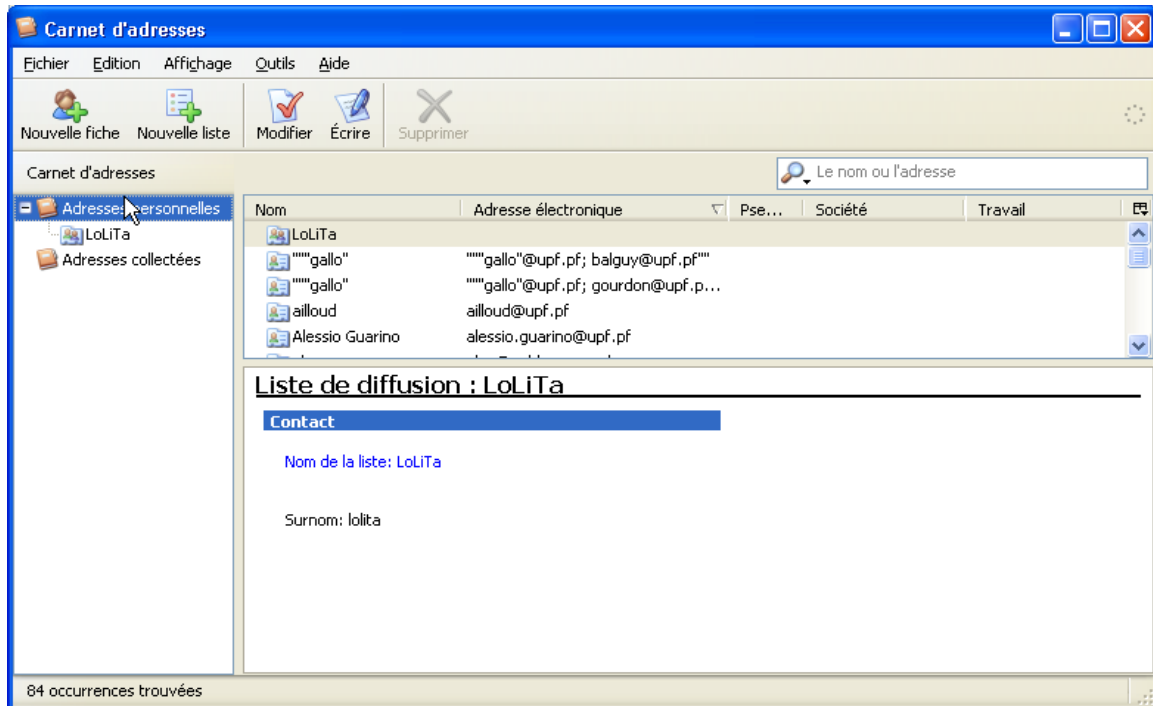 Carnet d'adresses
Fichier Edition Affichage Outils Aide
Nouvelle fiche Nouvelle liste Modifier Écrire Supprimer
Carnet d'adresses Le nom ou l'adresse
Adresses personnelles
LoLiTa
Adresses collectées
Nom Adresse électronique Pse... Société Travail
LoLiTa
""""gallo" """"gallo"@upf.pf; balguy@upf.pf""
""""gallo" """"gallo"@upf.pf; gourdon@upf.p...
ailloud ailloud@upf.pf
Alessio Guarino alessio.guarino@upf.pf
Liste de diffusion : LoLiTa
Contact
Nom de la liste: LoLiTa
Surnom: lolita
84 occurrences trouvées